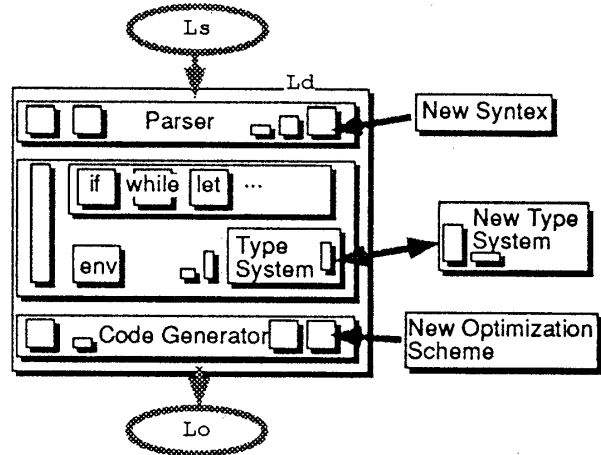 Ls
Ld
Parser
New Syntex
if while let ...
New Type
System
Type
System
env
Code Generator
New Optimization
Scheme
Lo